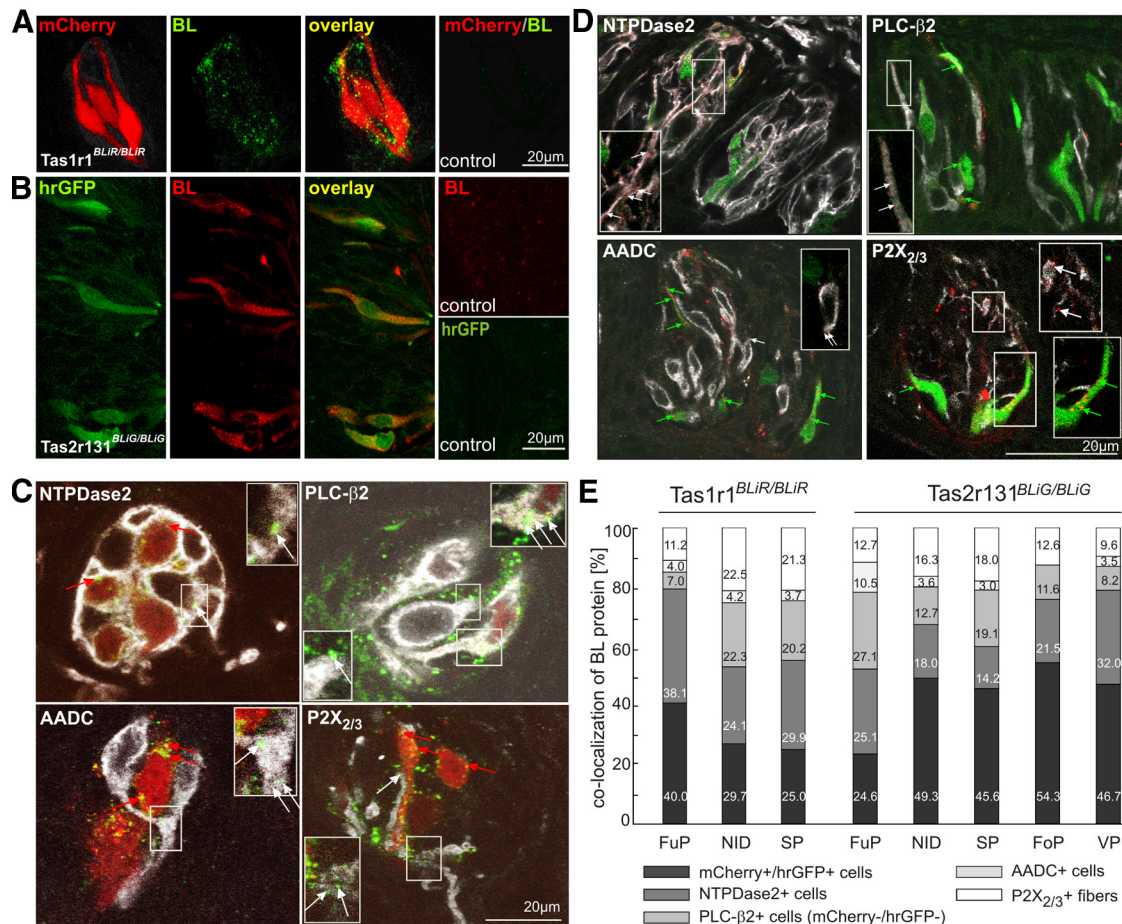 A
mCherry BL overlay mCherry/BL
Tas1r1BLiR/BLiR control 20µm
B
hrGFP BL overlay BL
control
hrGFP
Tas2r131BLiG/BLiG control 20µm
C
NTPDase2 PLC-β2
AADC P2X2/3
20µm
D
NTPDase2 PLC-β2
AADC P2X2/3
20µm
E
Tas1r1BLiR/BLiR Tas2r131BLiG/BLiG
co-localization of BL protein [%]
100
80
60
40
20
0
11.2 22.5 21.3 12.7 16.3 18.0 12.6 9.6
4.0 4.2 3.7 10.5 3.6 3.0 3.5
7.0 22.3 20.2 27.1 12.7 19.1 11.6 8.2
38.1 24.1 29.9 25.1 18.0 14.2 21.5 32.0
40.0 29.7 25.0 24.6 49.3 45.6 54.3 46.7
FuP NID SP FuP NID SP FoP VP
mCherry+/hrGFP+ cells
NTPDase2+ cells
PLC-β2+ cells (mCherry-/hrGFP-)
AADC+ cells
P2X2/3+ fibers